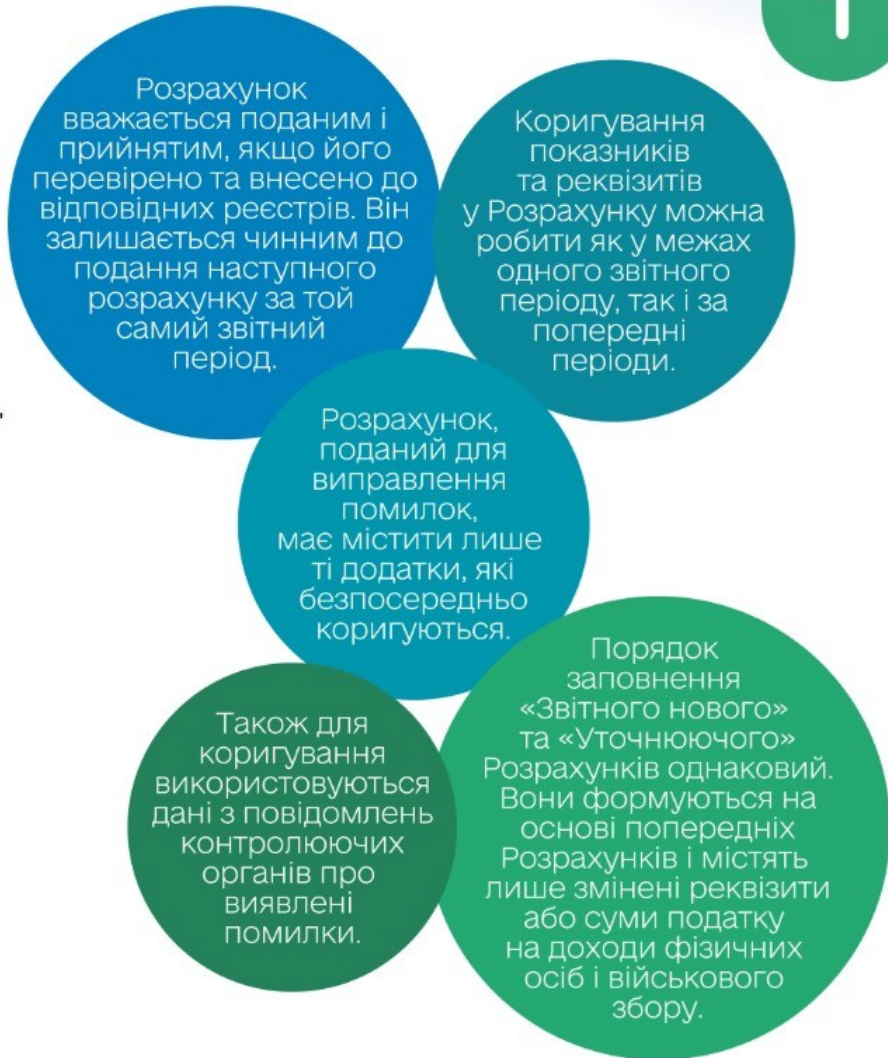 1
Розрахунок
вважається поданим і
прийнятим, якщо його
перевірено та внесено до
відповідних реєстрів. Він
залишається чинним до
подання наступного
розрахунку за той
самий звітний
період.
Коригування
показників
та реквізитів
у Розрахунку можна
робити як у межах
одного звітного
періоду, так і за
попередні
періоди.
Розрахунок,
поданий для
виправлення
помилок,
має містити лише
ті додатки, які
безпосередньо
коригуються.
Також для
коригування
використовуються
дані з повідомлень
контролюючих
органів про
виявлені
помилки.
Порядок
заповнення
«Звітного нового»
та «Уточнюючого»
Розрахунків однаковий.
Вони формуються на
основі попередніх
Розрахунків і містять
лише змінені реквізити
або суми податку
на доходи фізичних
осіб і військового
збору.